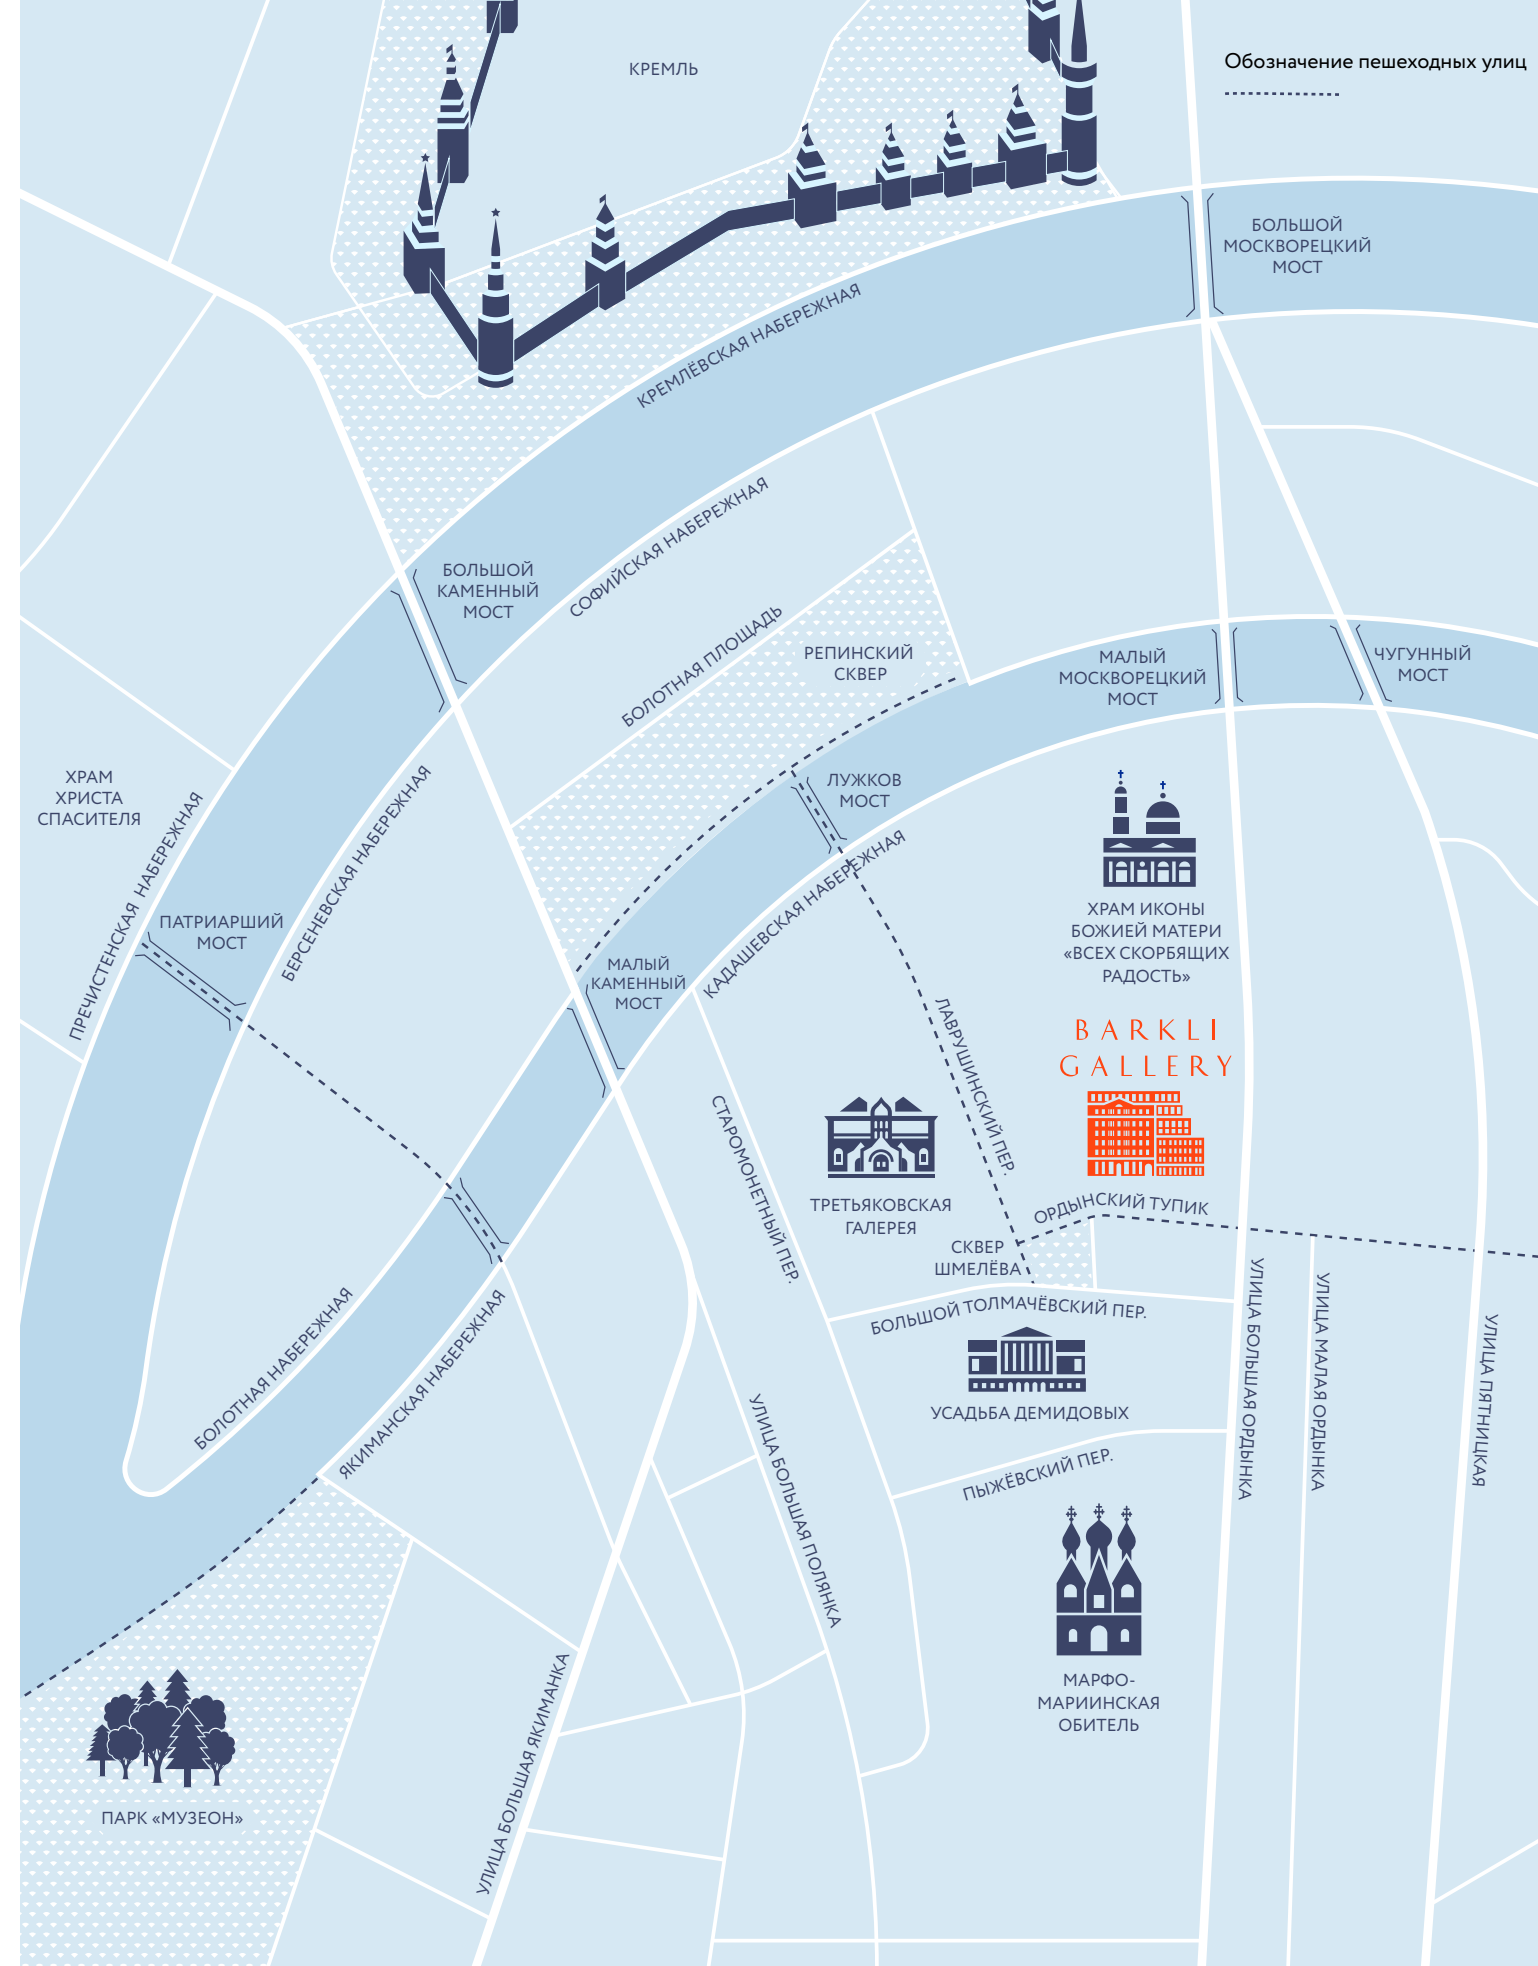 КРЕМЛЬ
Обозначение пешеходных улиц
БОЛЬШОЙ
МОСКВОРЕЦКИЙ
МОСТ
КРЕМЛЁВСКАЯ НАБЕРЕЖНАЯ
СОФИЙСКАЯ НАБЕРЕЖНАЯ
БОЛЬШОЙ
КАМЕННЫЙ
МОСТ
БОЛОТНАЯ ПЛОЩАДЬ
РЕПИНСКИЙ
СКВЕР
МАЛЫЙ
МОСКВОРЕЦКИЙ
МОСТ
ЧУГУННЫЙ
МОСТ
ХРАМ
ХРИСТА
СПАСИТЕЛЯ
ПРЕЧИСТЕНСКАЯ НАБЕРЕЖНАЯ
БЕРСЕНЕВСКАЯ НАБЕРЕЖНАЯ
ЛУЖКОВ
МОСТ
КАДАШЕВСКАЯ НАБЕРЕЖНАЯ
ПАТРИАРШИЙ
МОСТ
МАЛЫЙ
КАМЕННЫЙ
МОСТ
ХРАМ ИКОНЫ
БОЖИЕЙ МАТЕРИ
«ВСЕХ СКОРБЯЩИХ
РАДОСТЬ»
ЛАВРУШИНСКИЙ ПЕР.
BARKLI
GALLERY
СТАРОМОНЕТНЫЙ ПЕР.
ТРЕТЬЯКОВСКАЯ
ГАЛЕРЕЯ
ОРДЫНСКИЙ ТУПИК
СКВЕР
ШМЕЛЁВА
БОЛЬШОЙ ТОЛМАЧЁВСКИЙ ПЕР.
УЛИЦА БОЛЬШАЯ ОРДЫНКА
УЛИЦА МАЛАЯ ОРДЫНКА
УЛИЦА ПЯТНИЦКАЯ
БОЛОТНАЯ НАБЕРЕЖНАЯ
ЯКИМАНСКАЯ НАБЕРЕЖНАЯ
УСАДЬБА ДЕМИДОВЫХ
УЛИЦА БОЛЬШАЯ ПОЛЯНКА
ПЫЖЁВСКИЙ ПЕР.
МАРФО-
МАРИИНСКАЯ
ОБИТЕЛЬ
УЛИЦА БОЛЬШАЯ ЯКИМАНКА
ПАРК «МУЗЕОН»